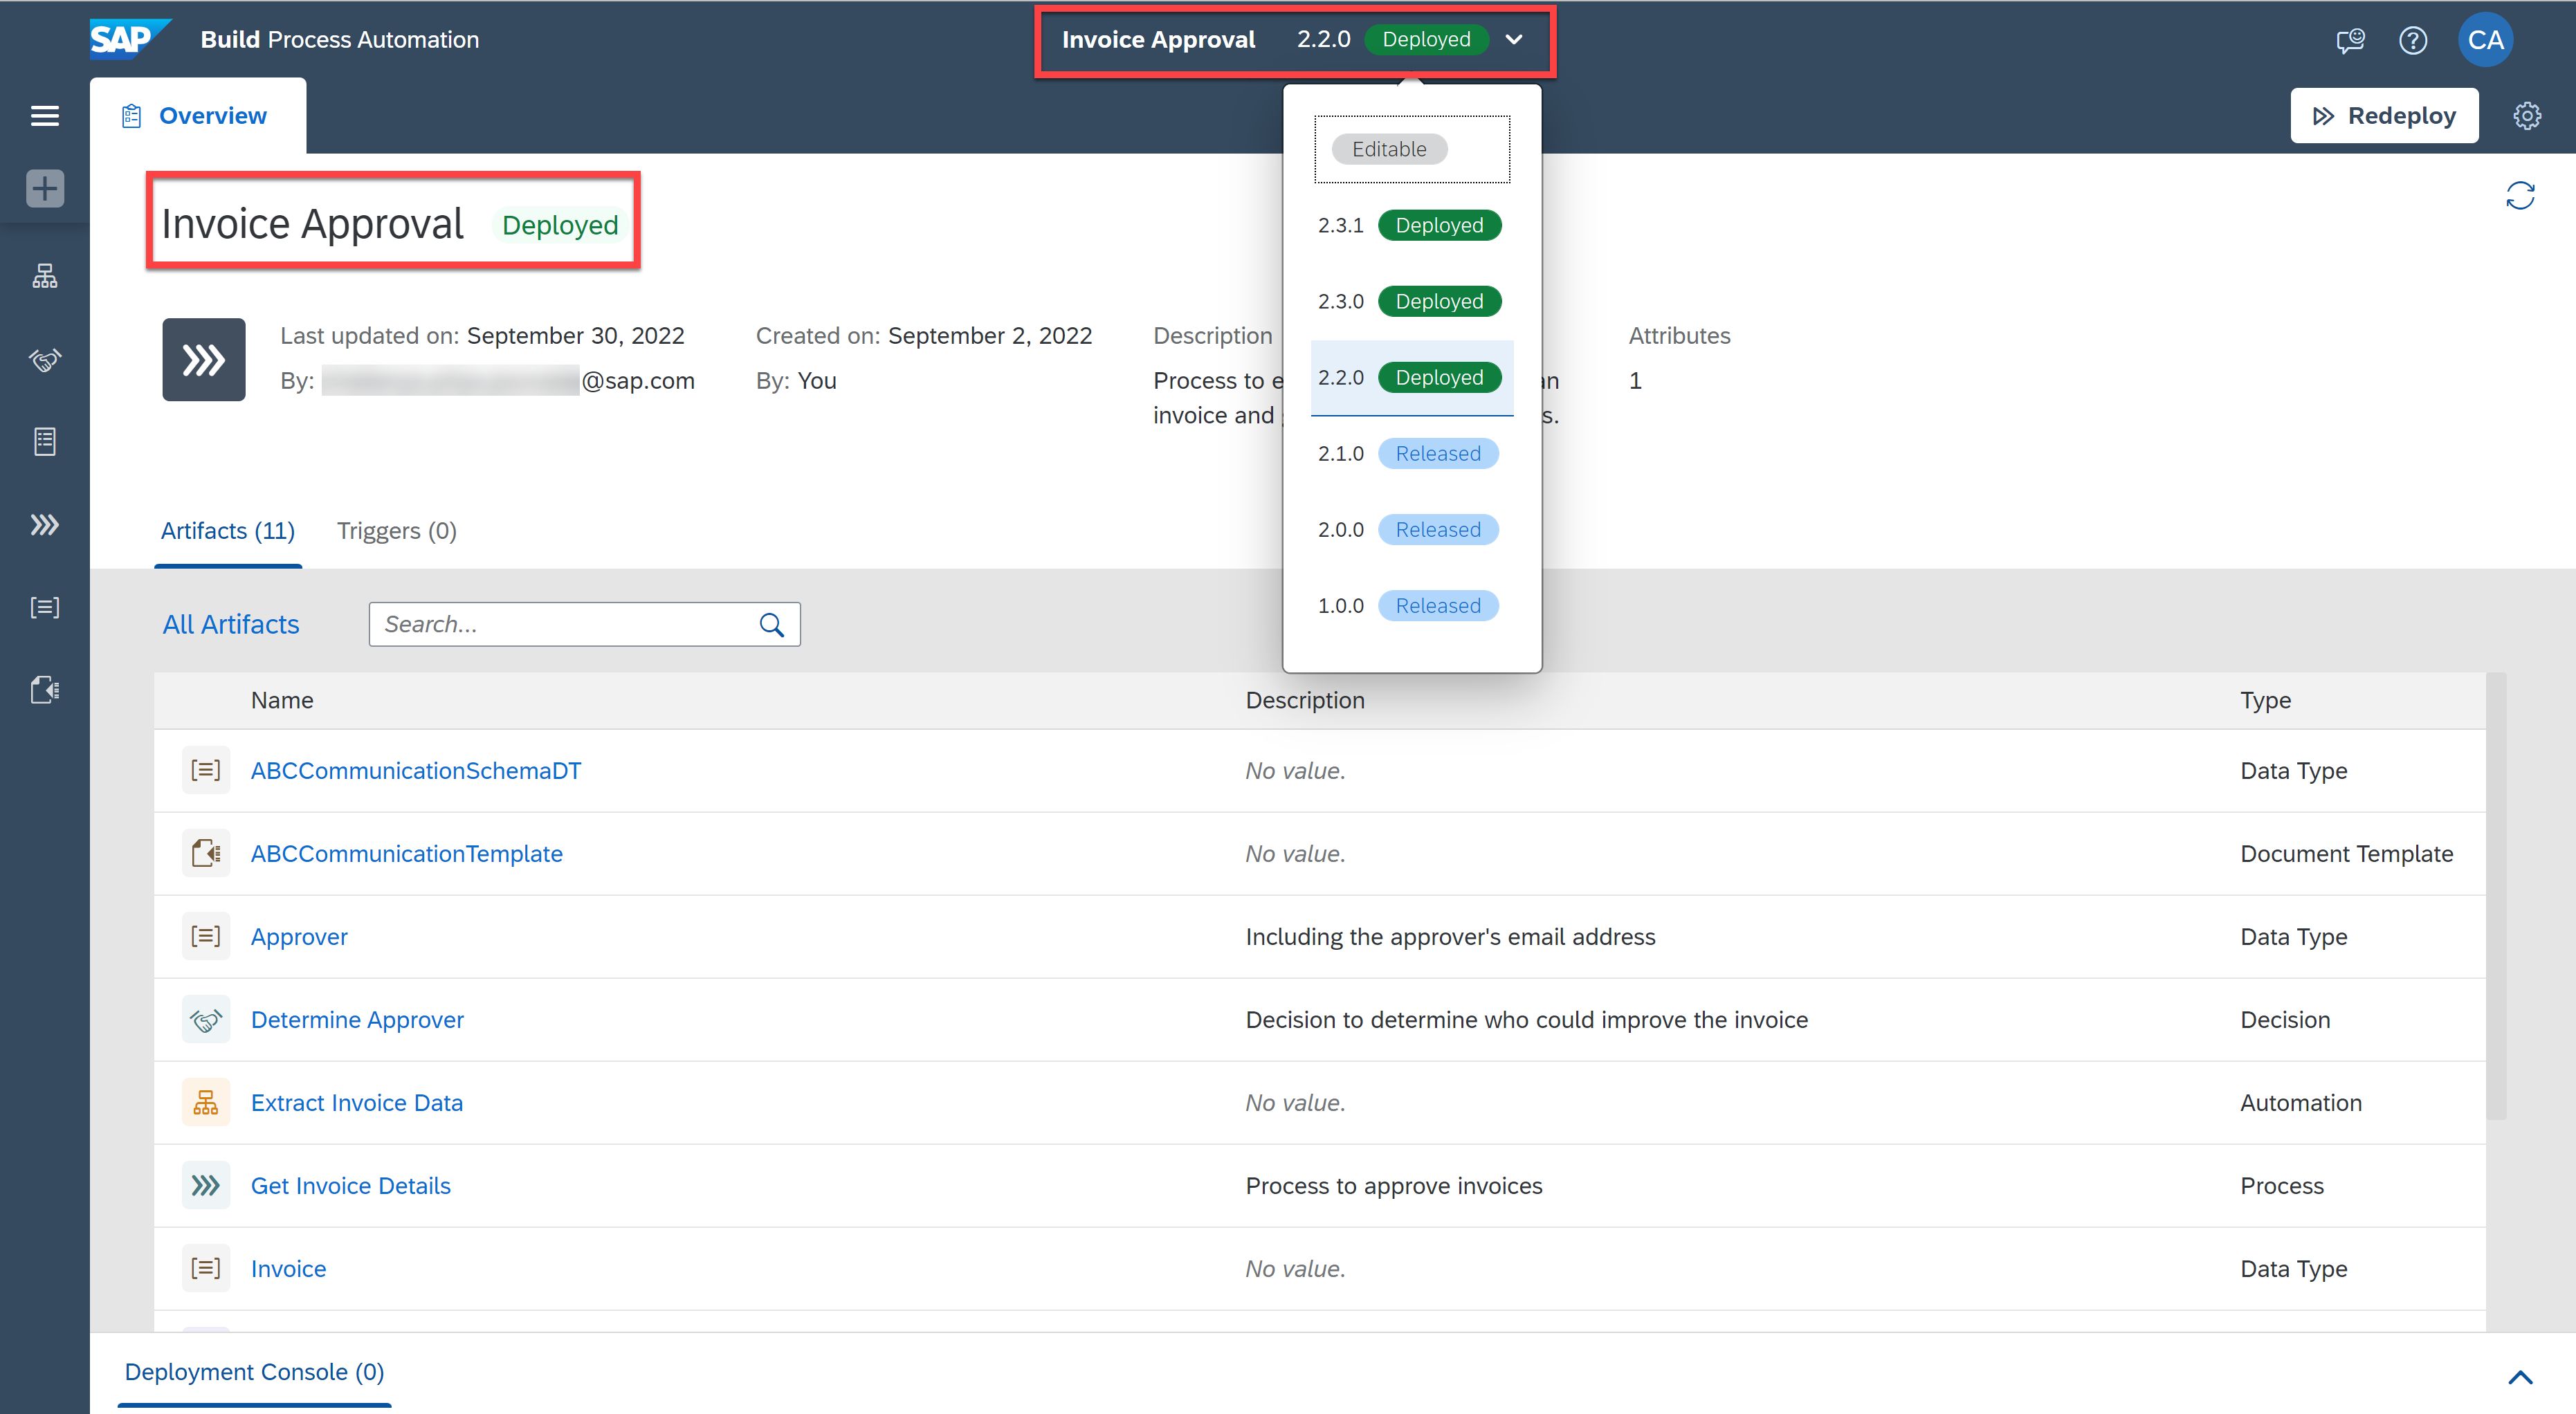 SAP Build Process Automation
Invoice Approval 2.2.0 Deployed
CA
Overview
Redeploy
Editable
2.3.1 Deployed
2.3.0 Deployed
2.2.0 Deployed
2.1.0 Released
2.0.0 Released
1.0.0 Released
Invoice Approval Deployed
Last updated on: September 30, 2022
By: @sap.com
Created on: September 2, 2022
By: You
Description
Process to
invoice and
Attributes
1
Artifacts (11) Triggers (0)
All Artifacts
Search...
Name Description Type
ABCCommunicationSchemaDT No value. Data Type
ABCCommunicationTemplate No value. Document Template
Approver Including the approver's email address Data Type
Determine Approver Decision to determine who could improve the invoice Decision
Extract Invoice Data No value. Automation
Get Invoice Details Process to approve invoices Process
Invoice No value. Data Type
Deployment Console (0)